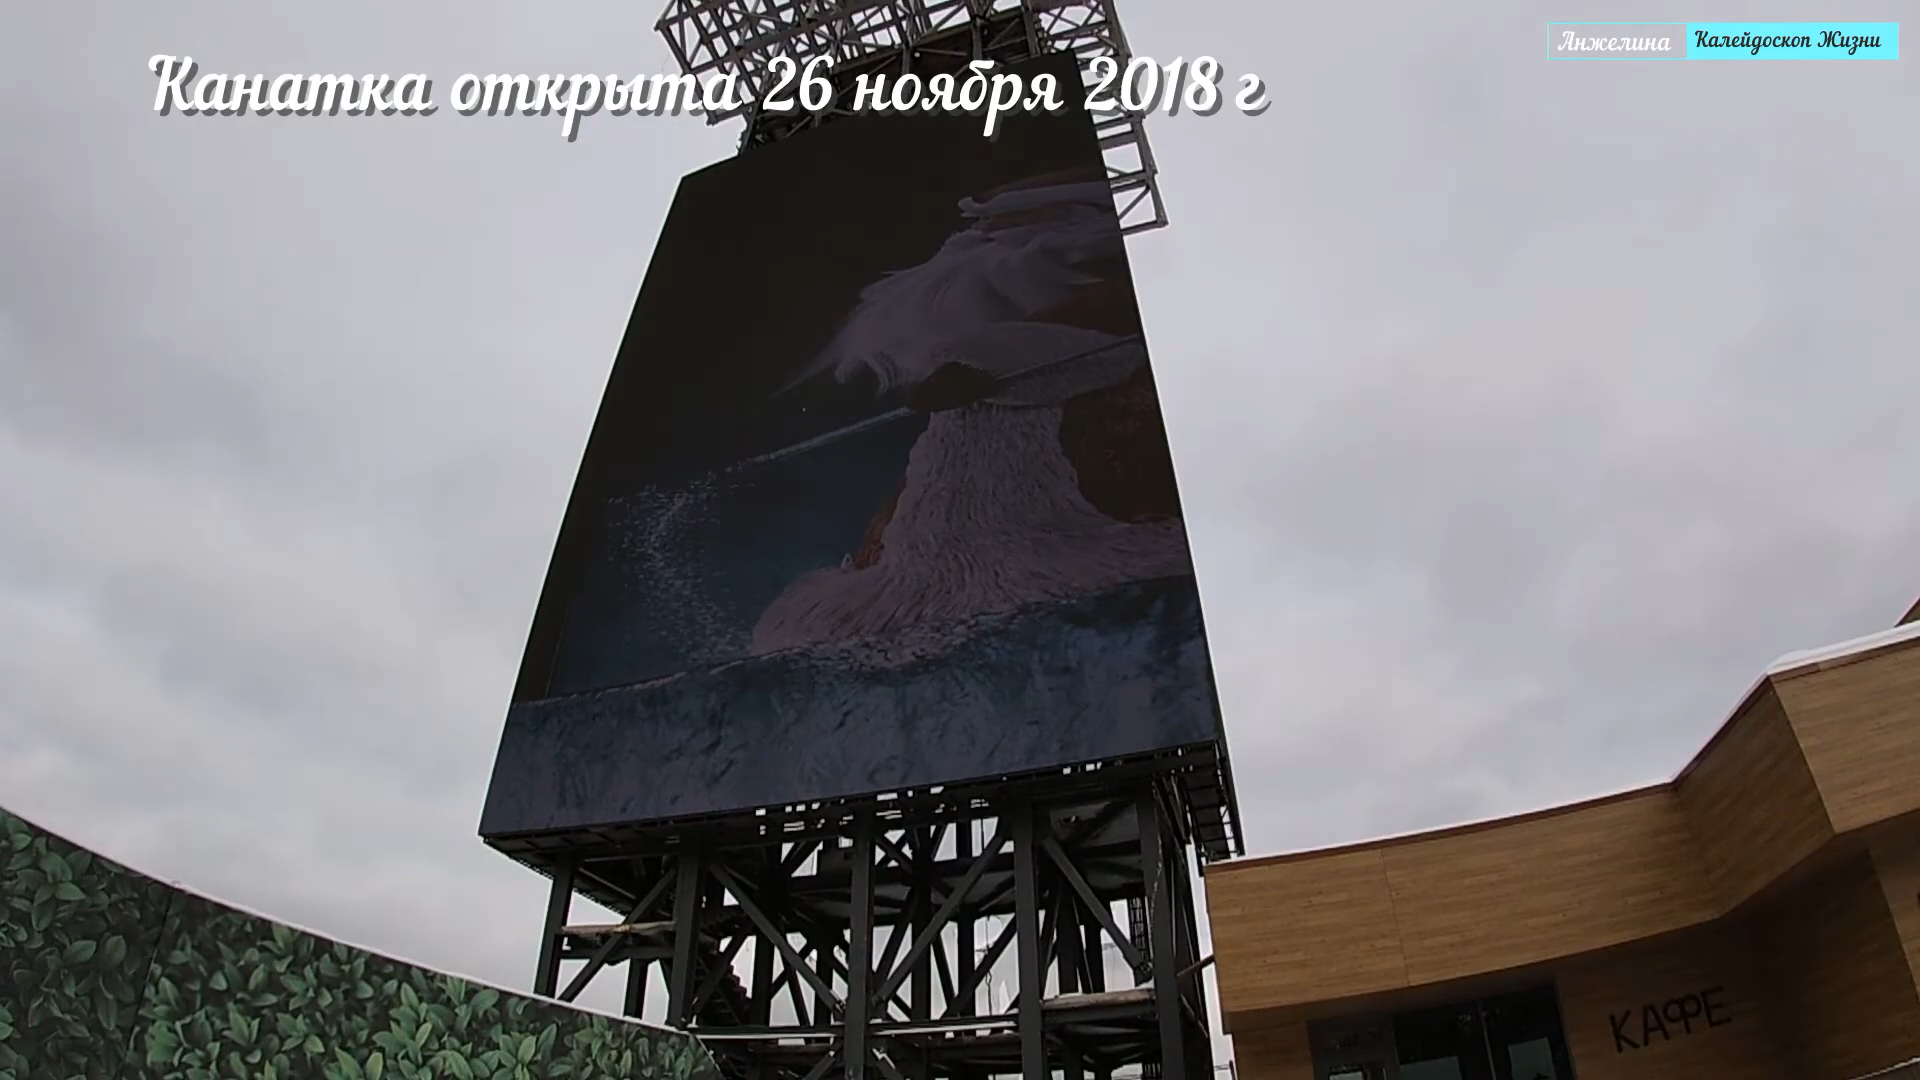 Канатка открыта 26 ноября 2018 г
Анжелина Калейдоскоп Жизни
КАФЕ